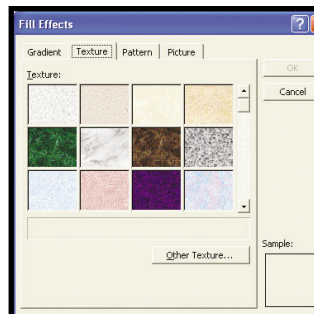 Fill Effects
Gradient Texture Pattern Picture
Texture:
OK
Cancel
Other Texture...
Sample: